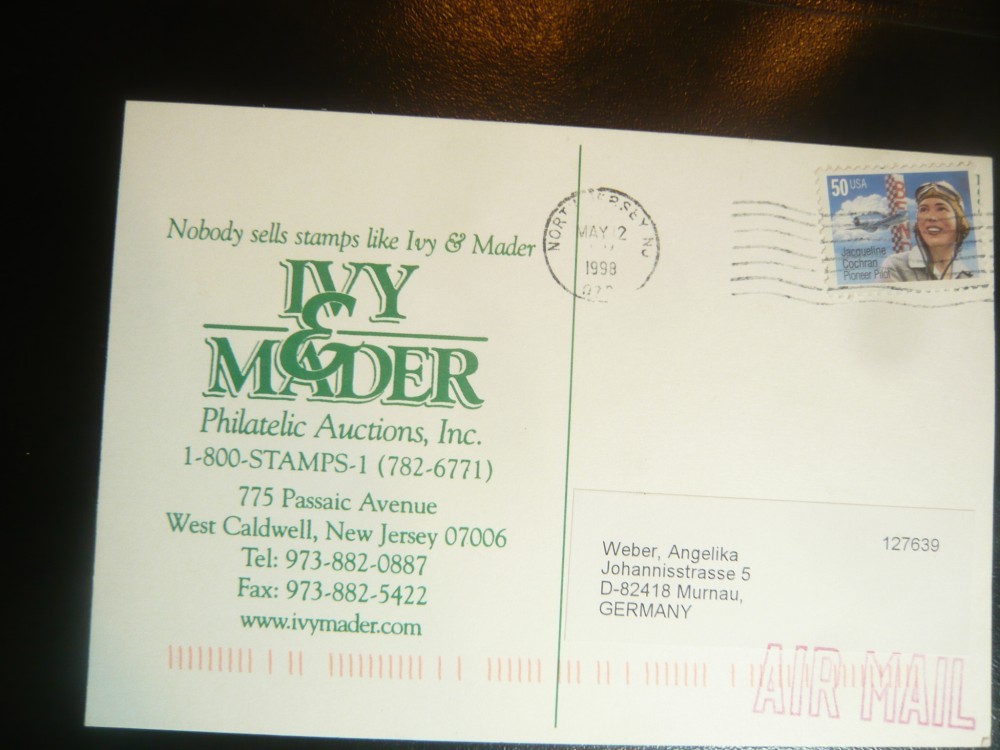 Nobody sells stamps like Ivy & Mader
IVY
&
MADER
Philatelic Auctions, Inc.
1-800-STAMPS-1 (782-6771)
775 Passaic Avenue
West Caldwell, New Jersey 07006
Tel: 973-882-0887
Fax: 973-882-5422
www.ivymader.com
NJ
MAY 12
1998
50 USA
Jacqueline
Cochran
Pioneer Pilot
127639
Weber, Angelika
Johannisstrasse 5
D-82418 Murnau,
GERMANY
AIR MAIL